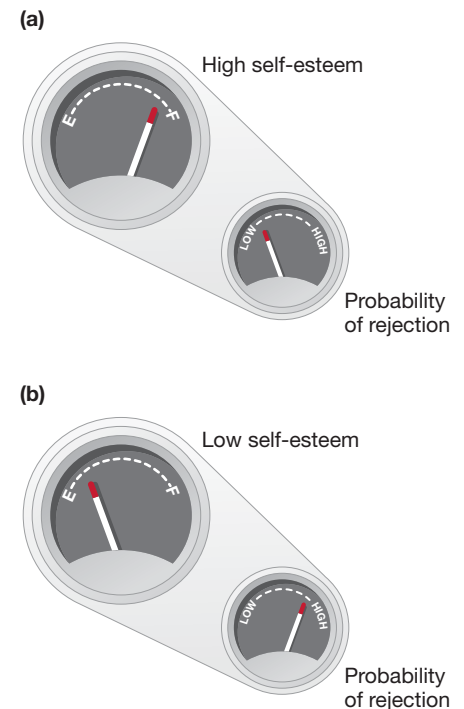 (a)
High self-esteem
E
F
LOW
HIGH
Probability
of rejection
(b)
Low self-esteem
E
F
LOW
HIGH
Probability
of rejection